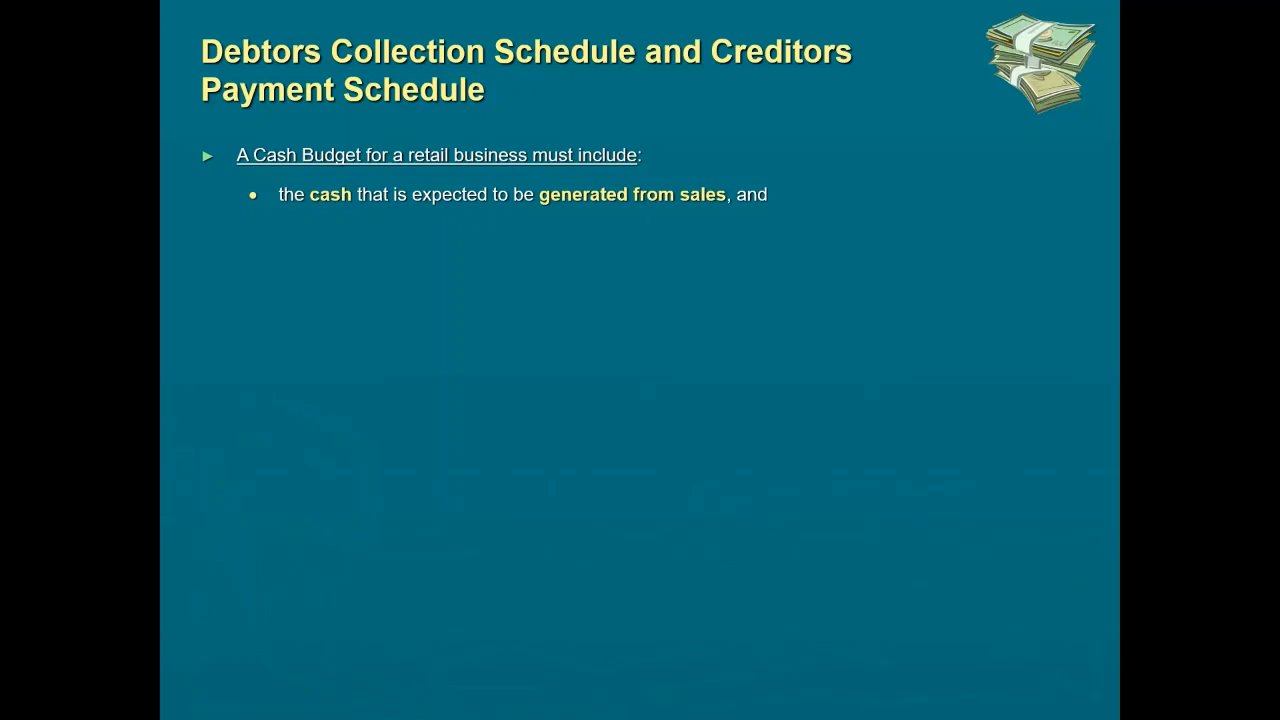 Debtors Collection Schedule and Creditors
Payment Schedule
► A Cash Budget for a retail business must include:
• the cash that is expected to be generated from sales, and